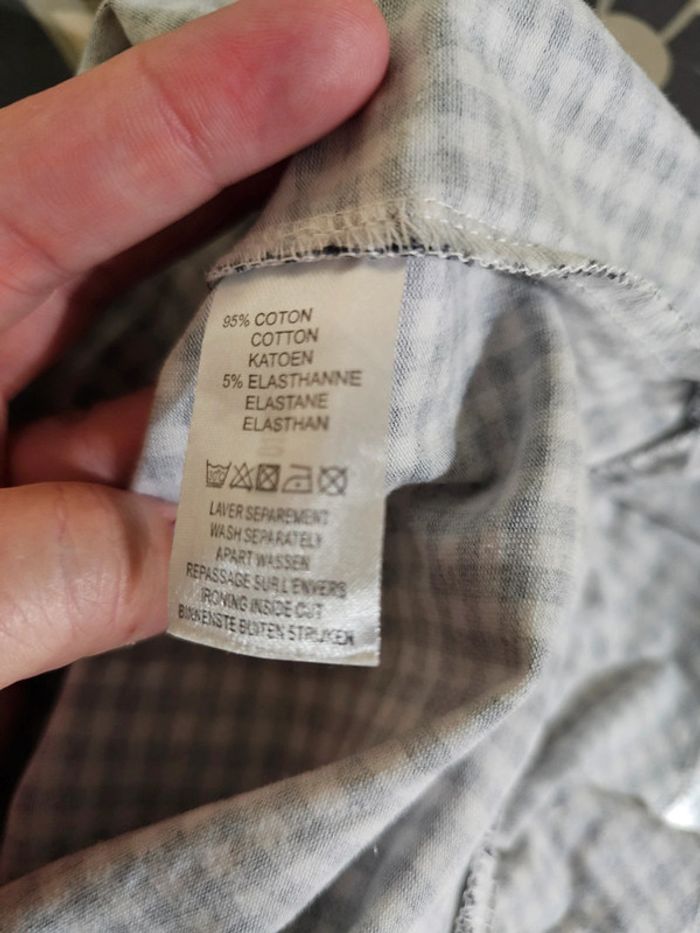 95% COTON
COTTON
KATOEN
5% ELASTHANNE
ELASTANE
ELASTHAN
LAVER SEPAREMENT
WASH SEPARATELY
APART WASSEN
REPASSAGE SUR L'ENVERS
IRONING INSIDE OUT
BINNENSTE BUITEN STRIJKEN